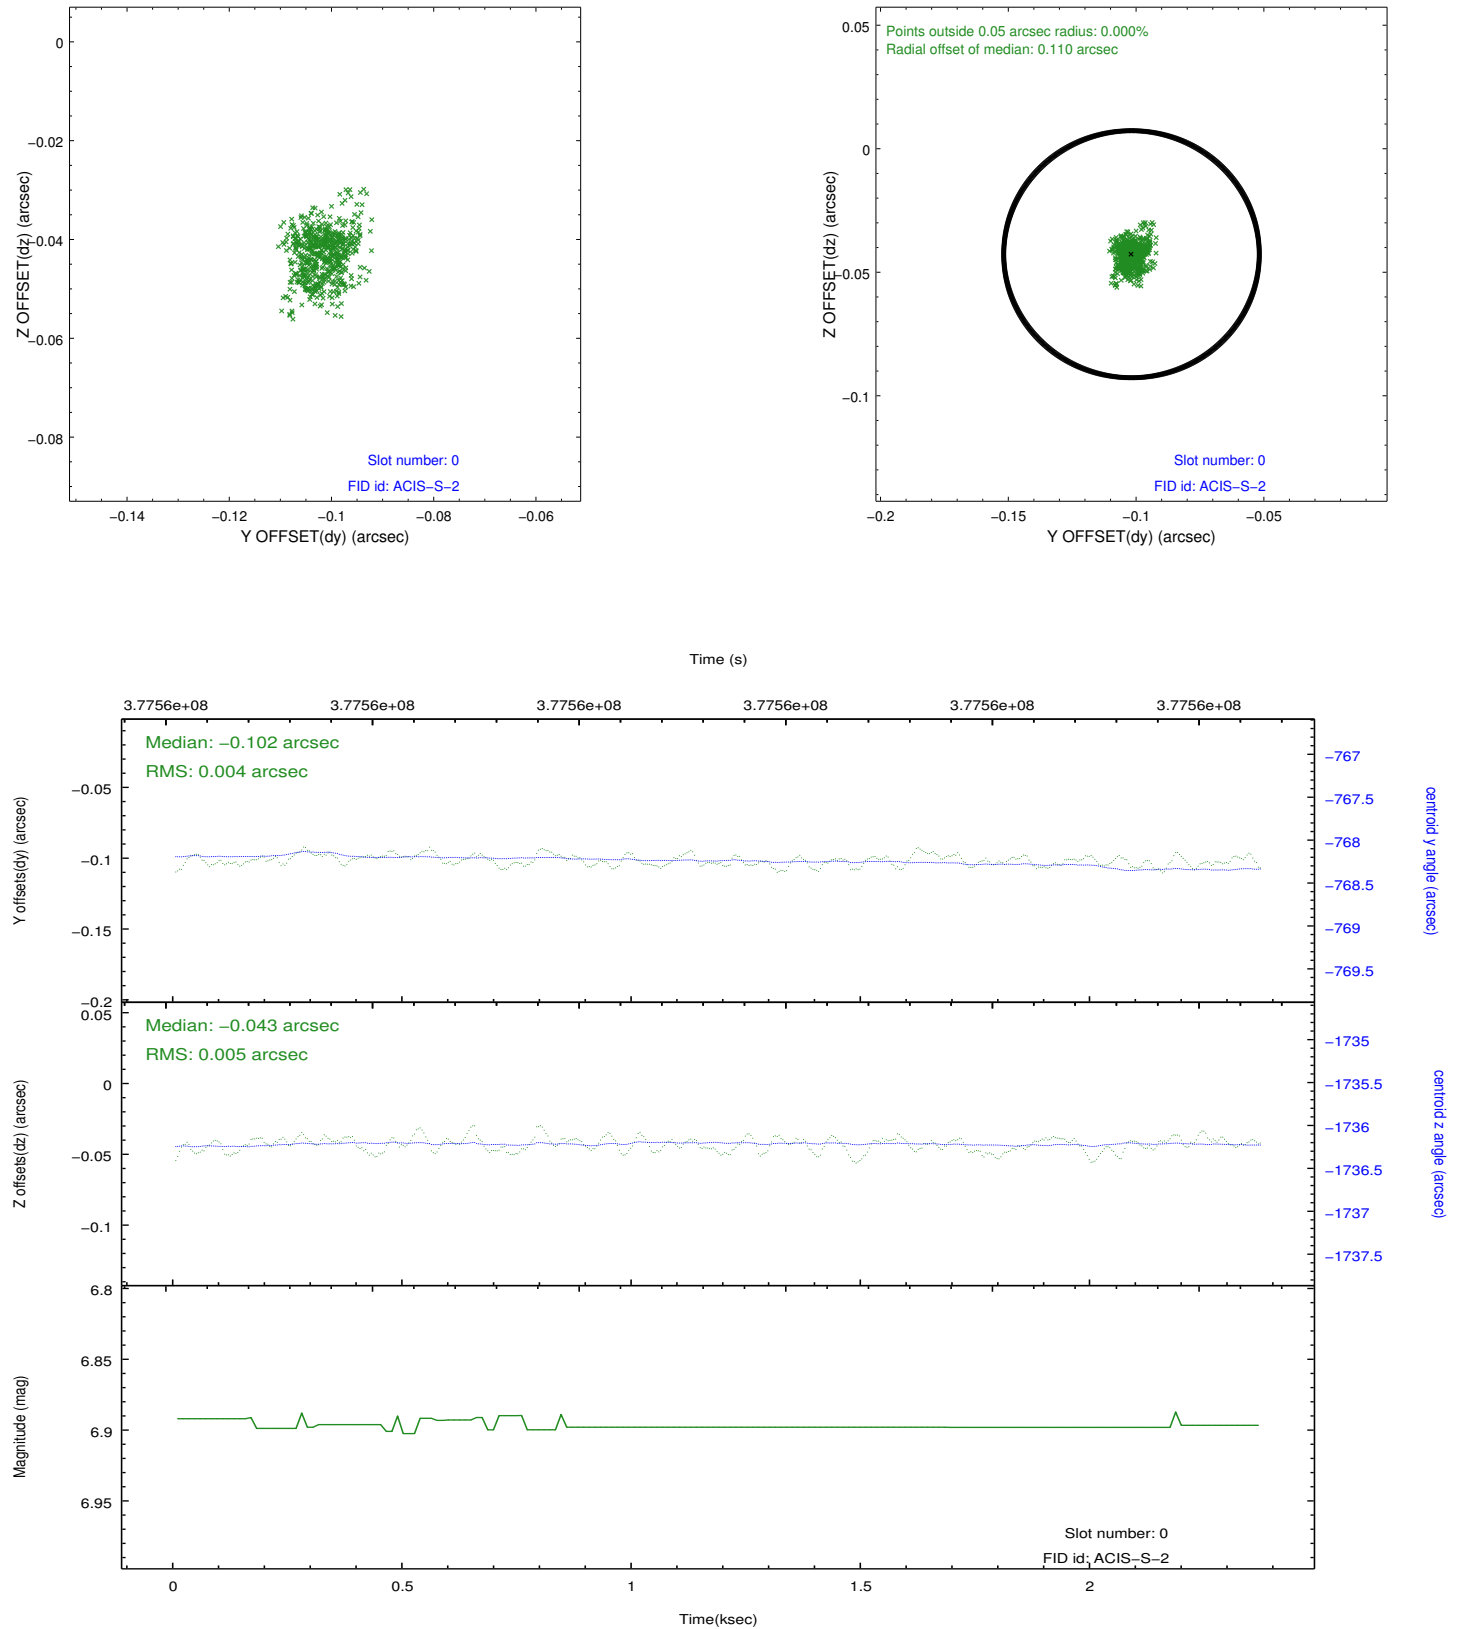 0
−0.02
−0.04
−0.06
−0.08
Z OFFSET(dz) (arcsec)
Slot number: 0
FID id: ACIS−S−2
−0.14
−0.12
−0.1
−0.08
−0.06
Y OFFSET(dy) (arcsec)
Points outside 0.05 arcsec radius: 0.000%
Radial offset of median: 0.110 arcsec
0.05
0
−0.05
−0.1
Z OFFSET(dz) (arcsec)
Slot number: 0
FID id: ACIS−S−2
−0.2
−0.15
−0.1
−0.05
Y OFFSET(dy) (arcsec)
Time (s)
3.7756e+08
3.7756e+08
3.7756e+08
3.7756e+08
3.7756e+08
3.7756e+08
Median: −0.102 arcsec
RMS: 0.004 arcsec
−0.05
−0.1
−0.15
−0.2
Y offsets(dy) (arcsec)
−767
−767.5
−768
−768.5
−769
−769.5
centroid y angle (arcsec)
Median: −0.043 arcsec
RMS: 0.005 arcsec
0.05
0
−0.05
−0.1
Z offsets(dz) (arcsec)
−1735
−1735.5
−1736
−1736.5
−1737
−1737.5
centroid z angle (arcsec)
6.8
6.85
6.9
6.95
Magnitude (mag)
Slot number: 0
FID id: ACIS−S−2
0
0.5
1
1.5
2
Time(ksec)